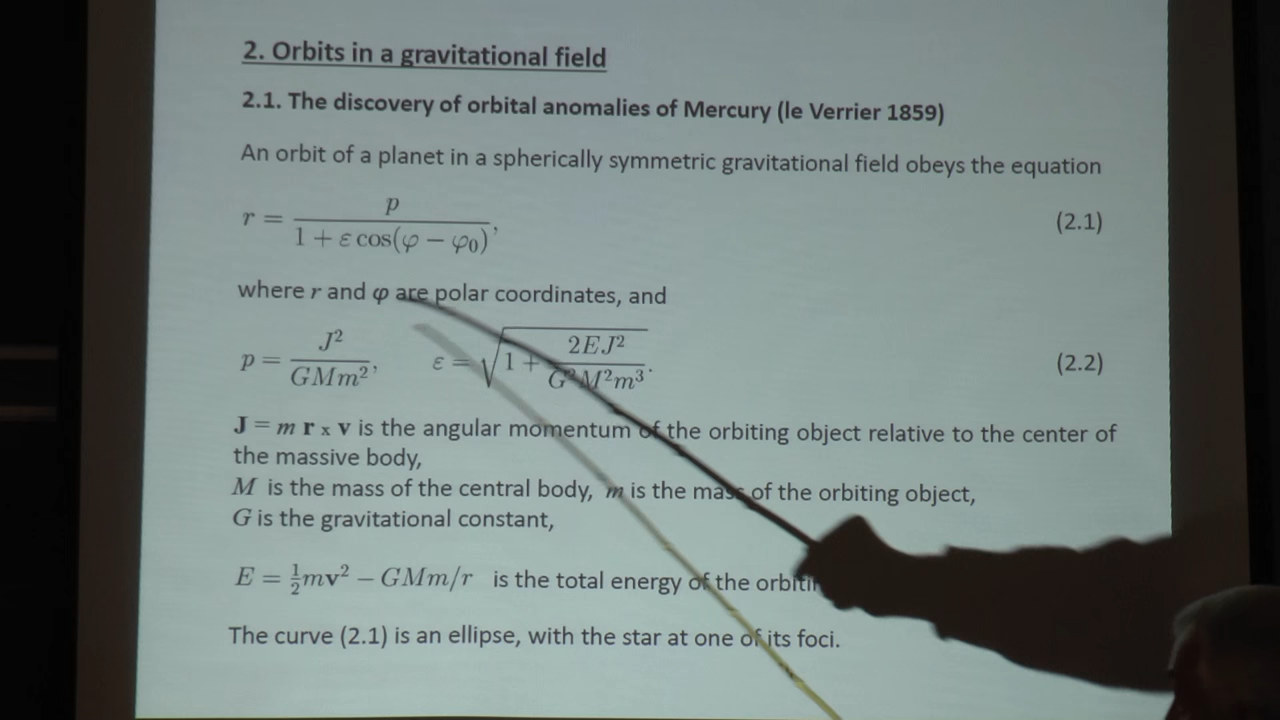 2. Orbits in a gravitational field
2.1. The discovery of orbital anomalies of Mercury (le Verrier 1859)
An orbit of a planet in a spherically symmetric gravitational field obeys the equation
r = p / (1 + ε cos(φ − φ₀)), (2.1)
where r and φ are polar coordinates, and
p = J² / GMm², ε = √(1 + 2EJ² / G²M²m³). (2.2)
J = m r x v is the angular momentum of the orbiting object relative to the center of
the massive body,
M is the mass of the central body, m is the mass of the orbiting object,
G is the gravitational constant,
E = ½mv² − GMm/r is the total energy of the
The curve (2.1) is an ellipse, with the star at one of its foci.